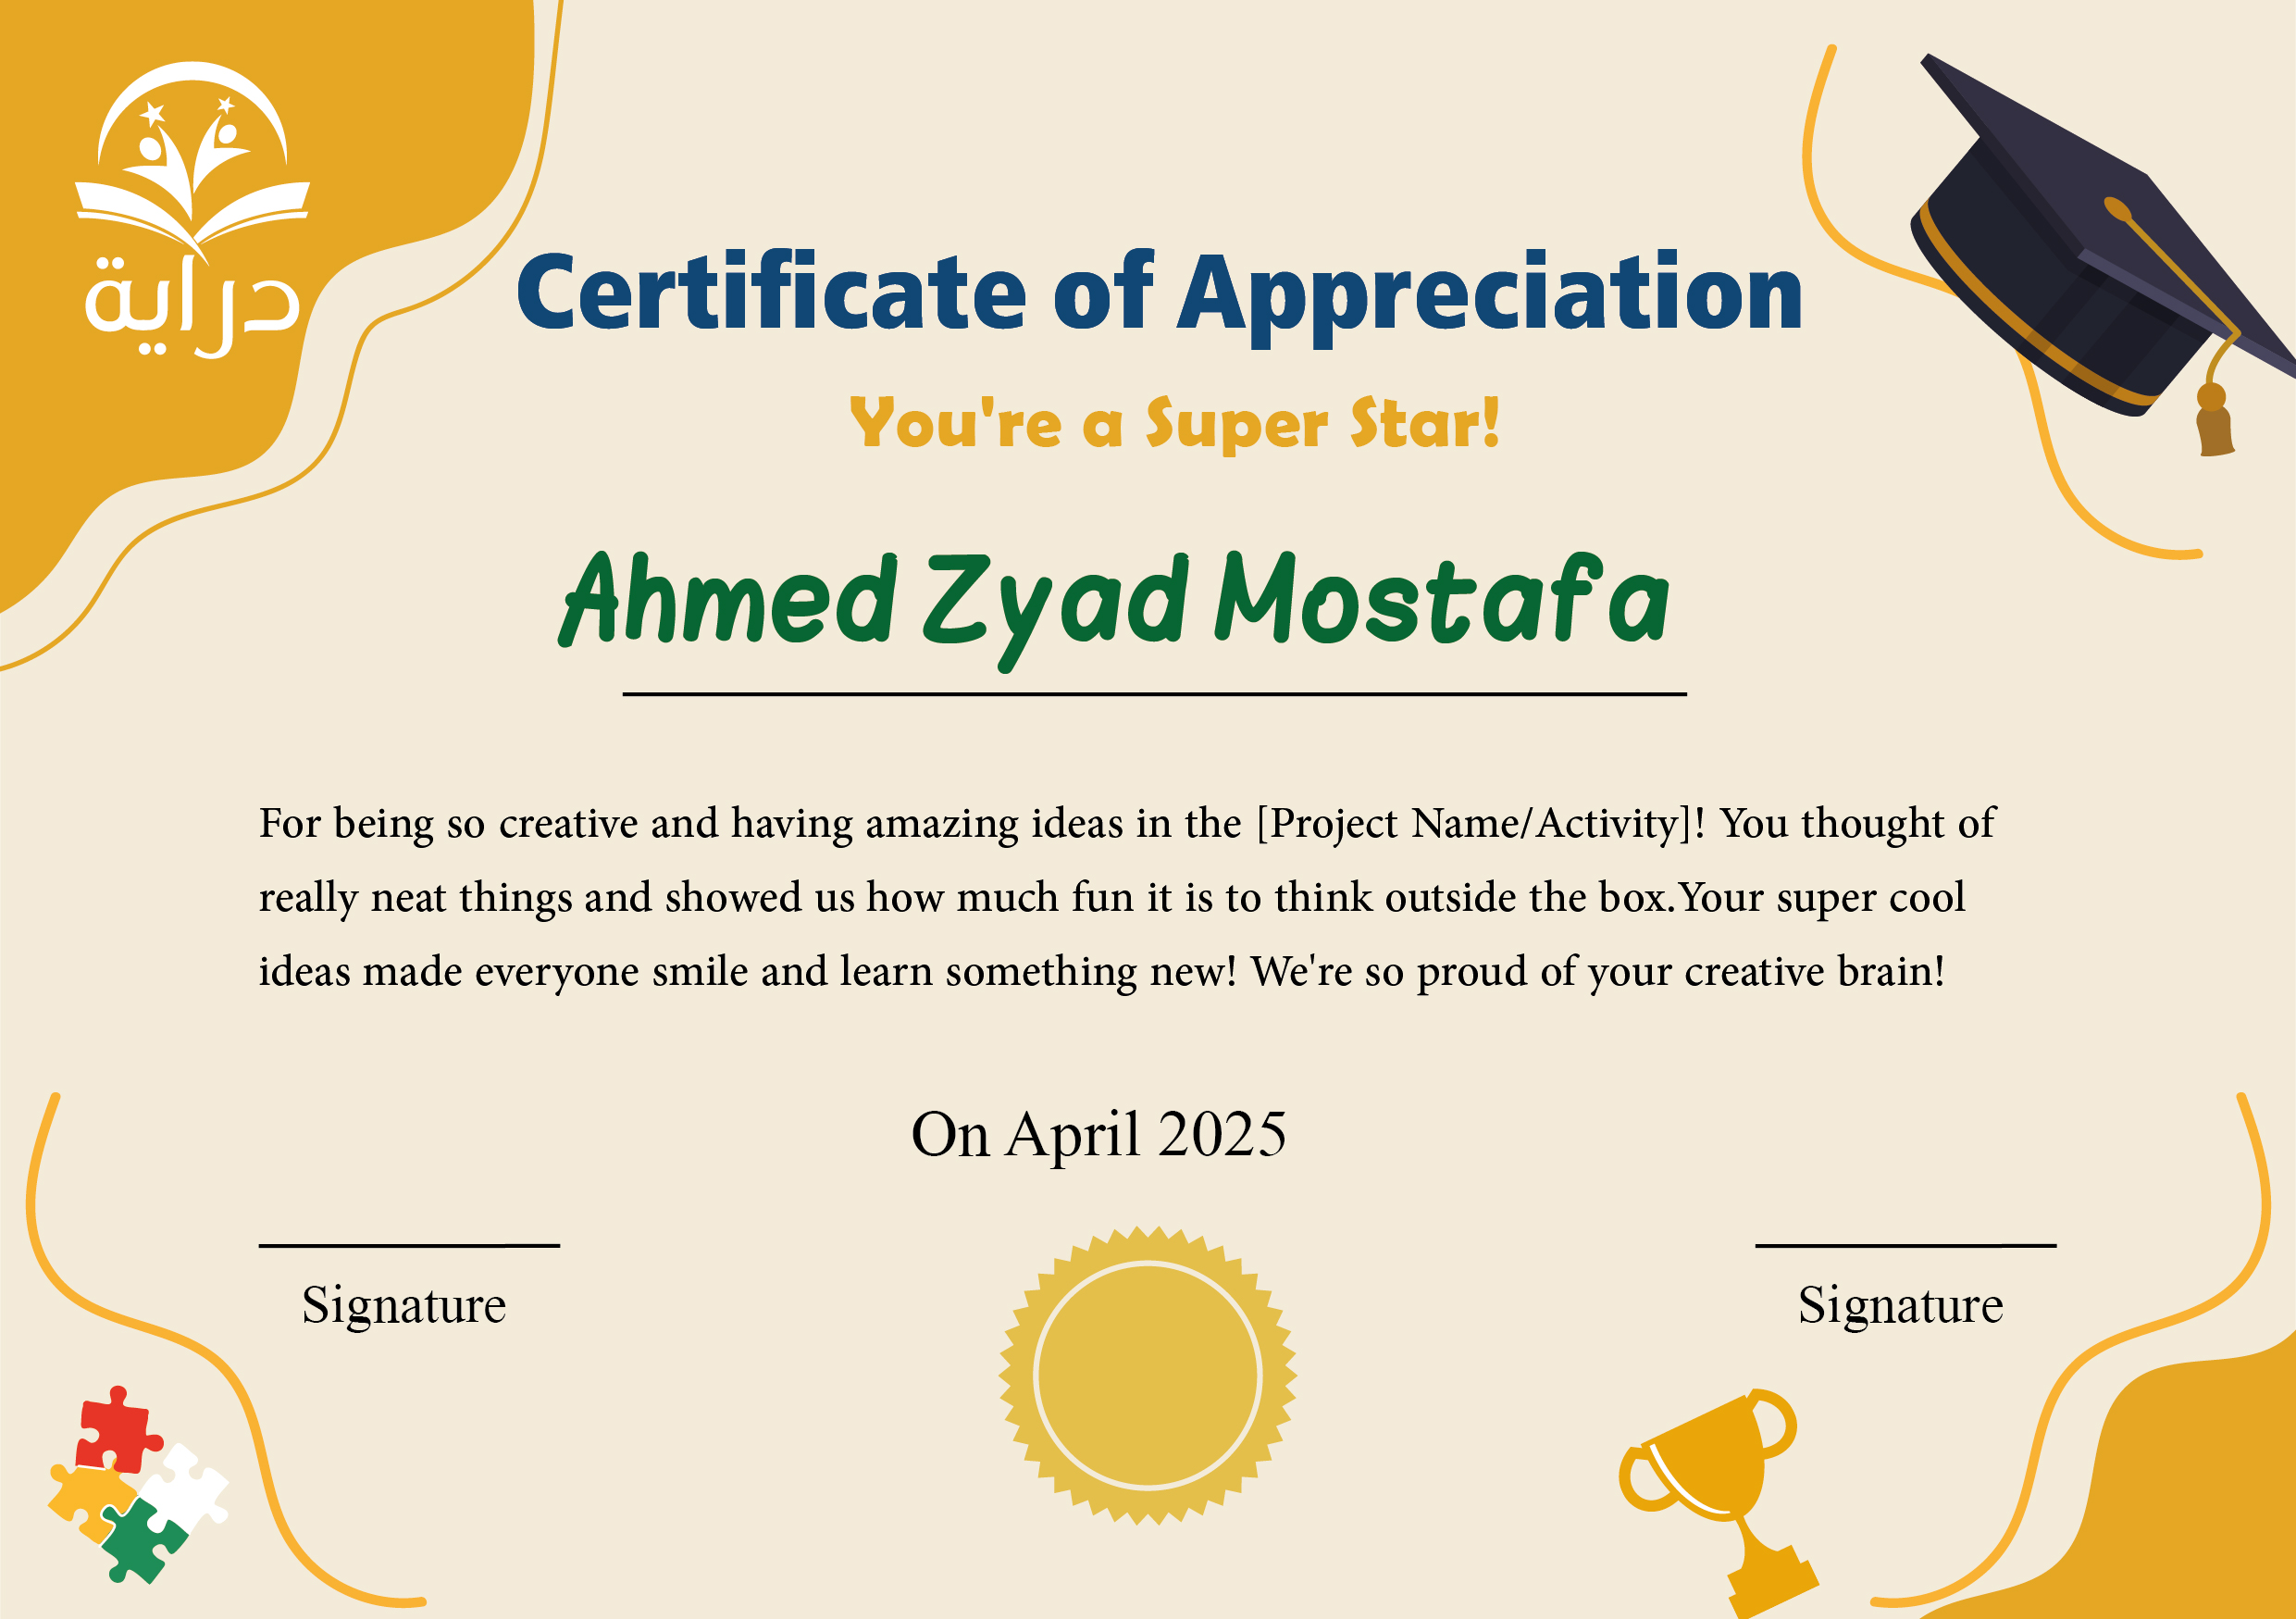 دراية
Certificate of Appreciation
You're a Super Star!
Ahmed Zyad Mostafa
For being so creative and having amazing ideas in the [Project Name/Activity]! You thought of
really neat things and showed us how much fun it is to think outside the box.Your super cool
ideas made everyone smile and learn something new! We're so proud of your creative brain!
On April 2025
Signature
Signature